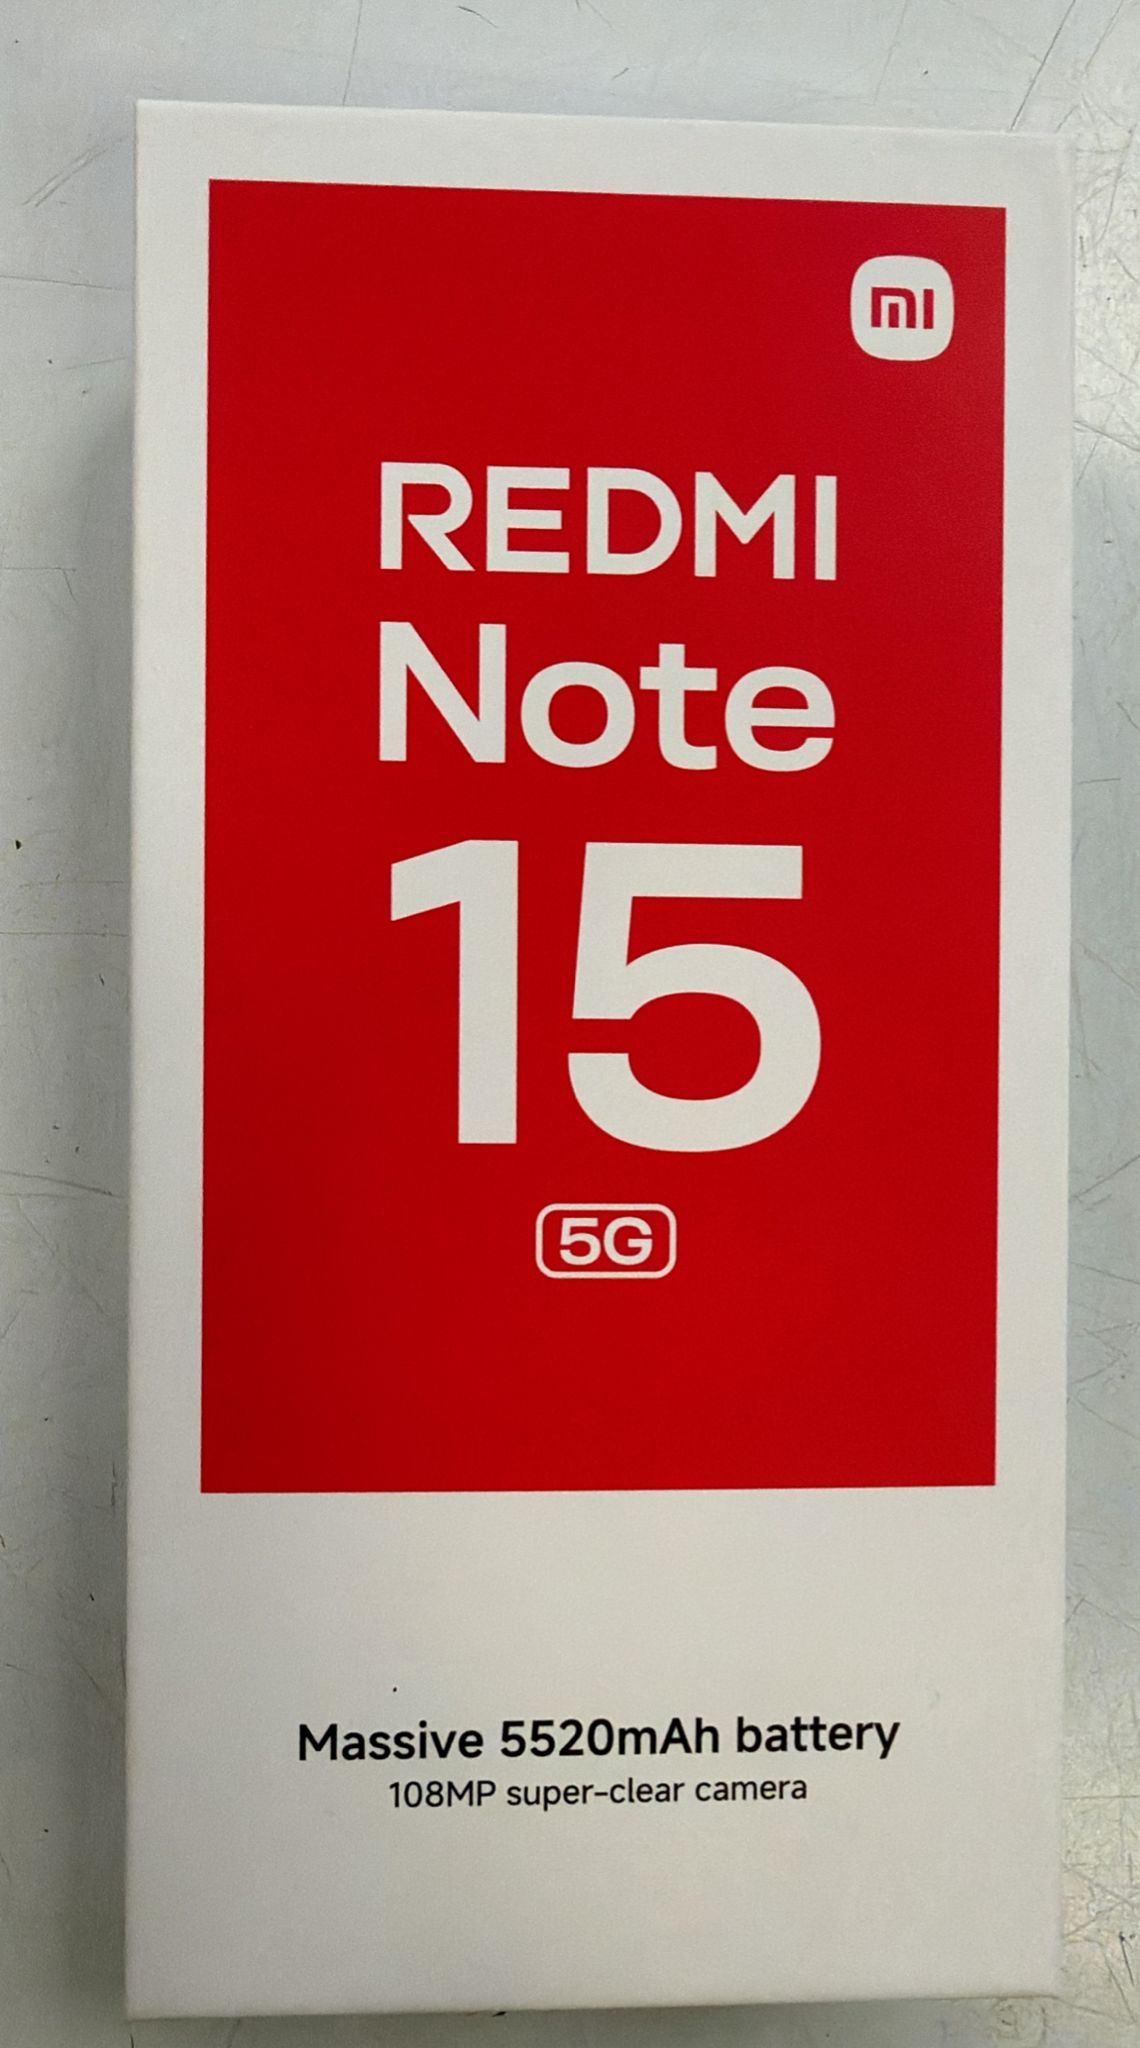 mi
REDMI
Note
15
5G
Massive 5520mAh battery
108MP super-clear camera